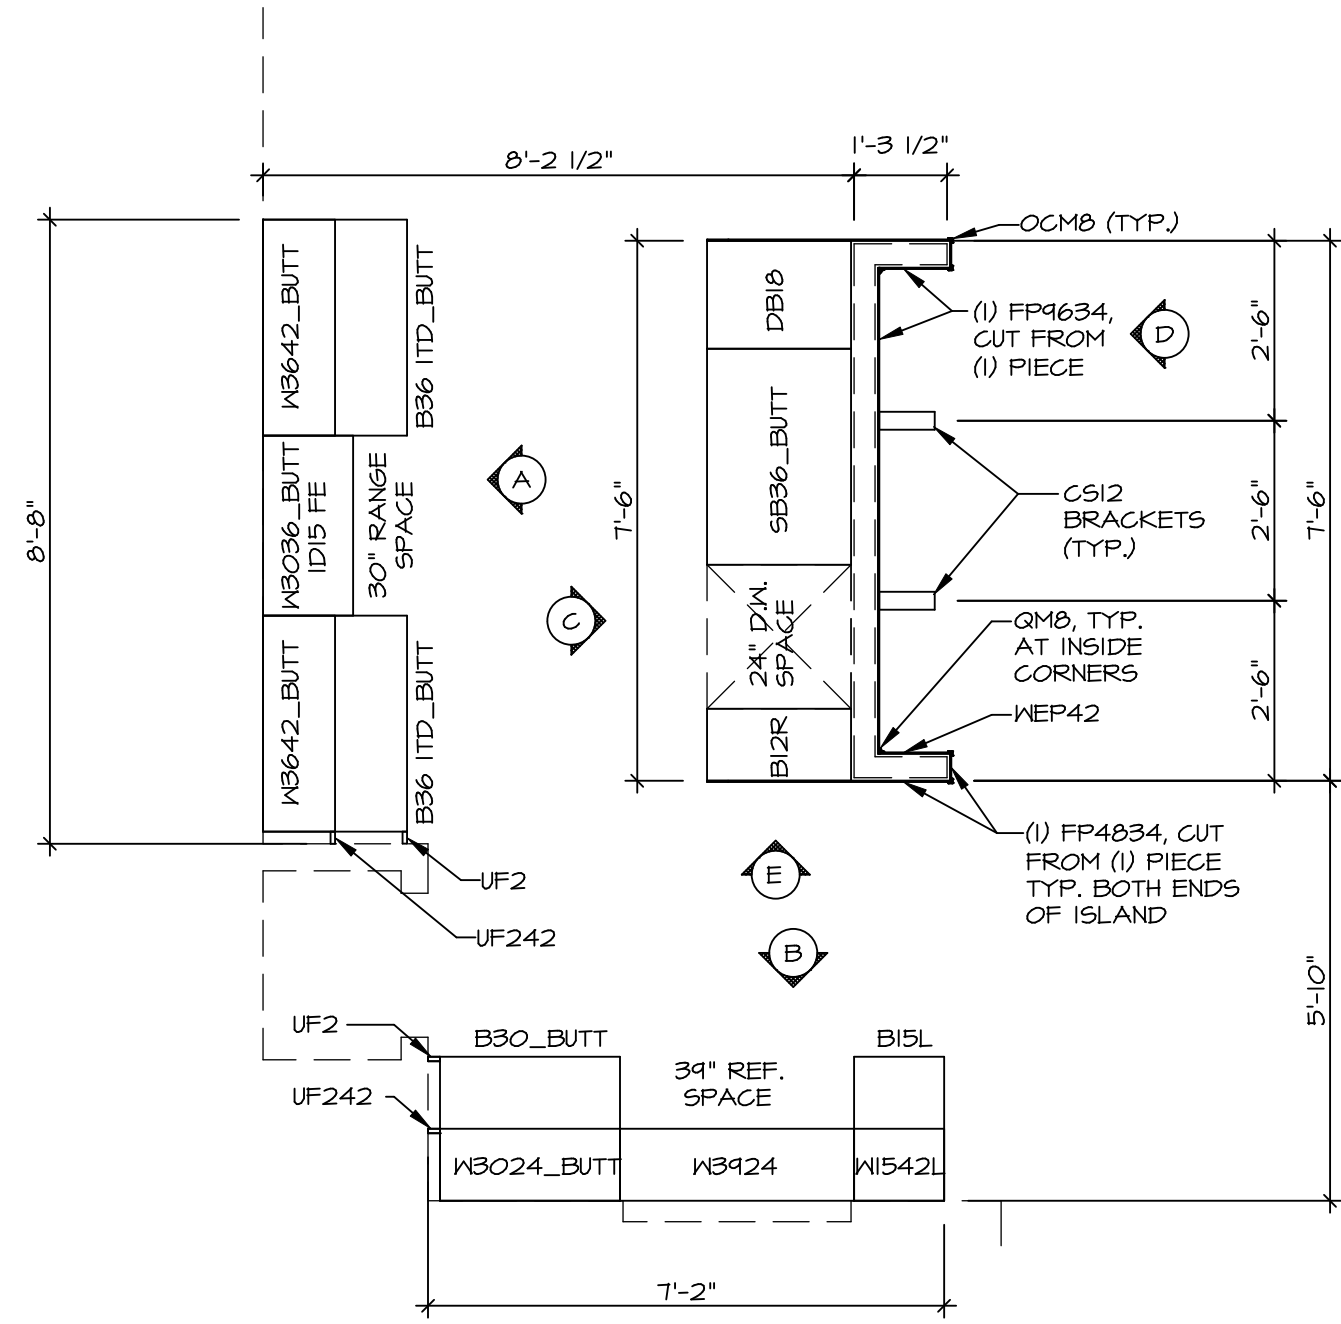 8'-2 1/2"
1'-3 1/2"
OCM8 (TYP.)
8'-8"
W3642_BUTT
B36 1TD_BUTT
W3036_BUTT
ID15 FE
30" RANGE
SPACE
W3642_BUTT
B36 1TD_BUTT
UF2
UF242
A
C
7'-6"
DB18
SB36_BUTT
24" D.W.
SPACE
B12R
(1) FP9634,
CUT FROM
(1) PIECE
D
CS12
BRACKETS
(TYP.)
QM8, TYP.
AT INSIDE
CORNERS
WEP42
(1) FP4834, CUT
FROM (1) PIECE
TYP. BOTH ENDS
OF ISLAND
2'-6"
2'-6"
2'-6"
7'-6"
5'-10"
E
B
UF2
UF242
B30_BUTT
39" REF.
SPACE
B15L
W3024_BUTT
W3924
W1542L
7'-2"